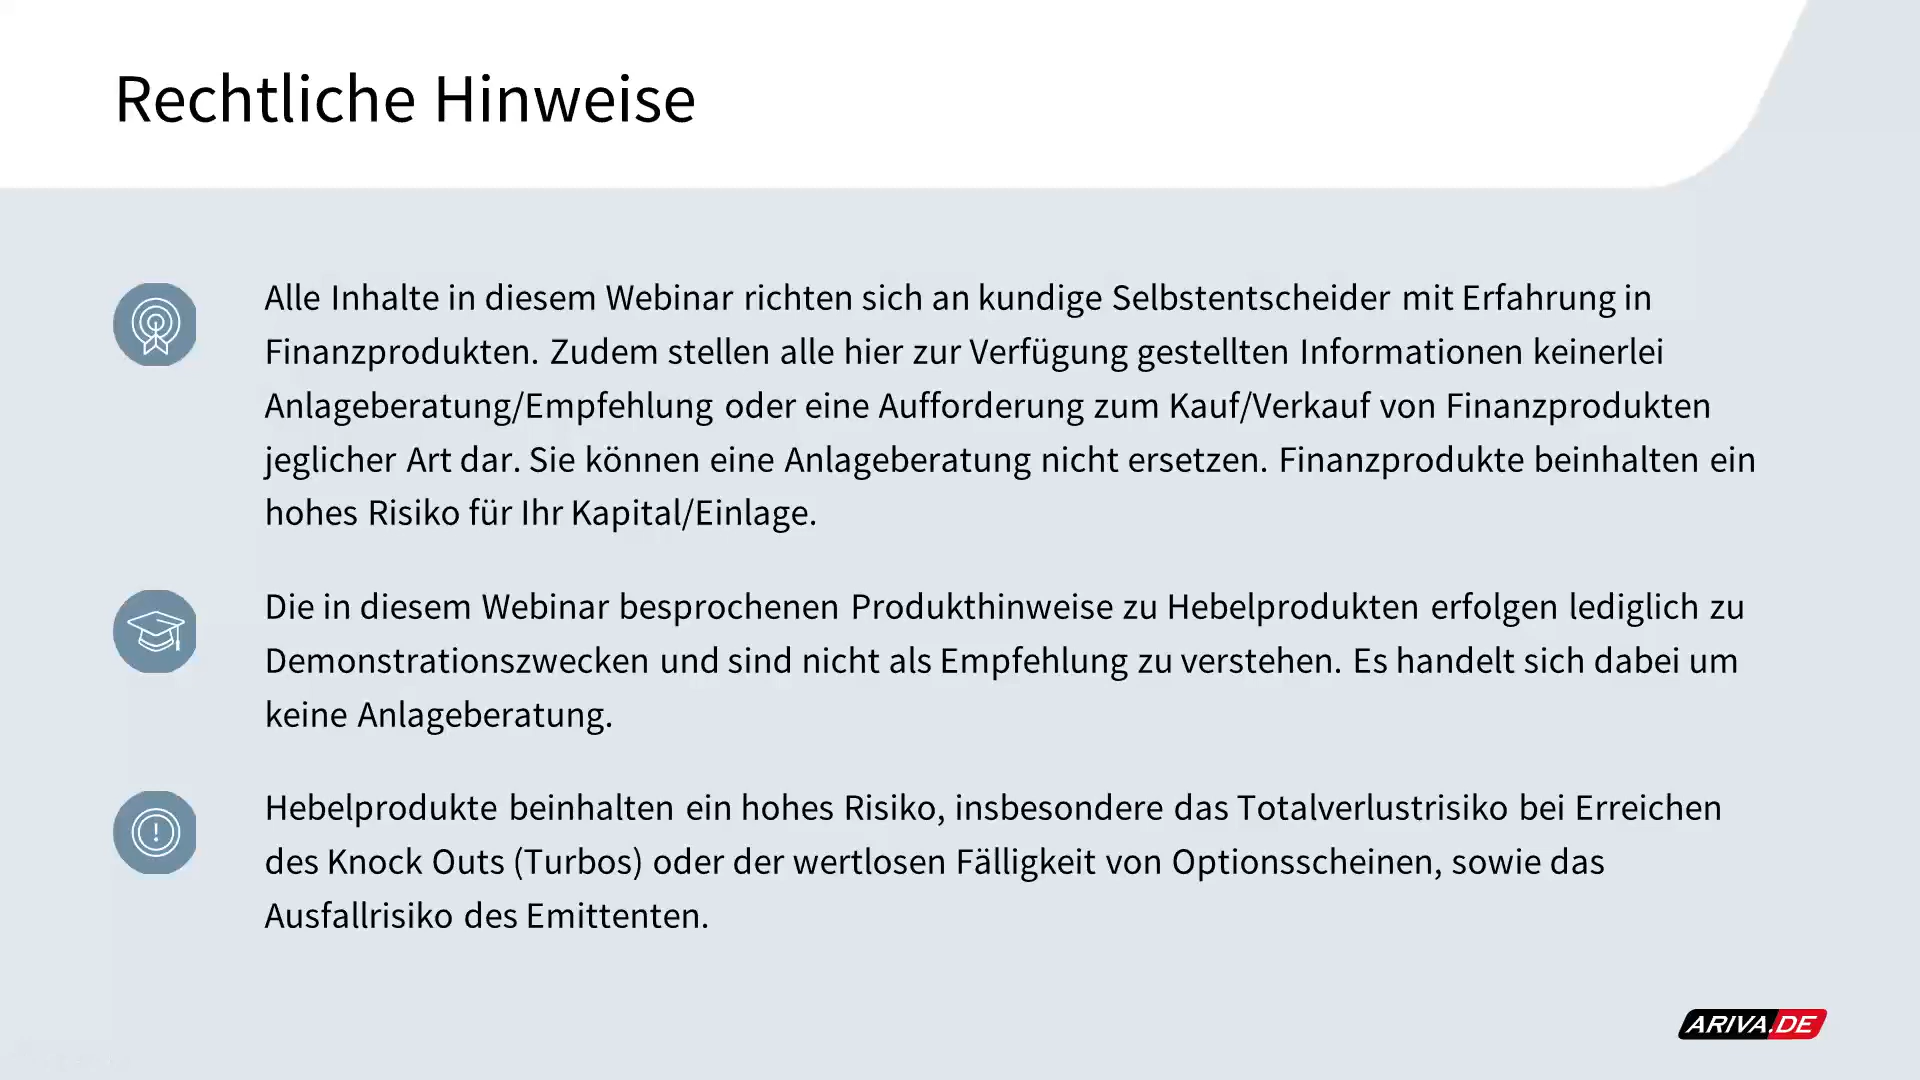 Rechtliche Hinweise
Alle Inhalte in diesem Webinar richten sich an kundige Selbstentscheider mit Erfahrung in
Finanzprodukten. Zudem stellen alle hier zur Verfügung gestellten Informationen keinerlei
Anlageberatung/Empfehlung oder eine Aufforderung zum Kauf/Verkauf von Finanzprodukten
jeglicher Art dar. Sie können eine Anlageberatung nicht ersetzen. Finanzprodukte beinhalten ein
hohes Risiko für Ihr Kapital/Einlage.
Die in diesem Webinar besprochenen Produkthinweise zu Hebelprodukten erfolgen lediglich zu
Demonstrationszwecken und sind nicht als Empfehlung zu verstehen. Es handelt sich dabei um
keine Anlageberatung.
Hebelprodukte beinhalten ein hohes Risiko, insbesondere das Totalverlustrisiko bei Erreichen
des Knock Outs (Turbos) oder der wertlosen Fälligkeit von Optionsscheinen, sowie das
Ausfallrisiko des Emittenten.
ARIVA.DE